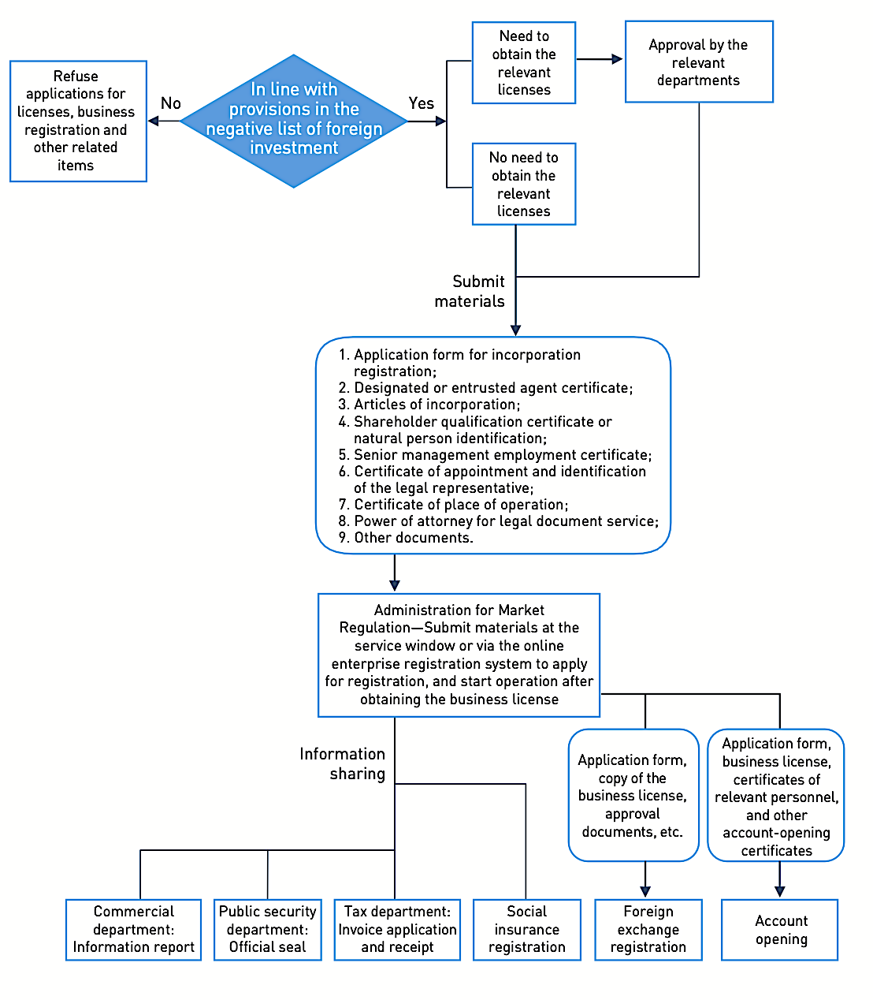 Refuse
applications for
licenses, business
registration and
other related
items
No
In line with
provisions in the
negative list of foreign
investment
Yes
Need to
obtain the
relevant
licenses
Approval by the
relevant
departments
No need to
obtain the
relevant
licenses
Submit
materials
1. Application form for incorporation
registration;
2. Designated or entrusted agent certificate;
3. Articles of incorporation;
4. Shareholder qualification certificate or
natural person identification;
5. Senior management employment certificate;
6. Certificate of appointment and identification
of the legal representative;
7. Certificate of place of operation;
8. Power of attorney for legal document service;
9. Other documents.
Administration for Market
Regulation—Submit materials at the
service window or via the online
enterprise registration system to apply
for registration, and start operation after
obtaining the business license
Information
sharing
Application form,
copy of the
business license,
approval
documents, etc.
Application form,
business license,
certificates of
relevant personnel,
and other
account-opening
certificates
Commercial
department:
Information report
Public security
department:
Official seal
Tax department:
Invoice application
and receipt
Social
insurance
registration
Foreign
exchange
registration
Account
opening